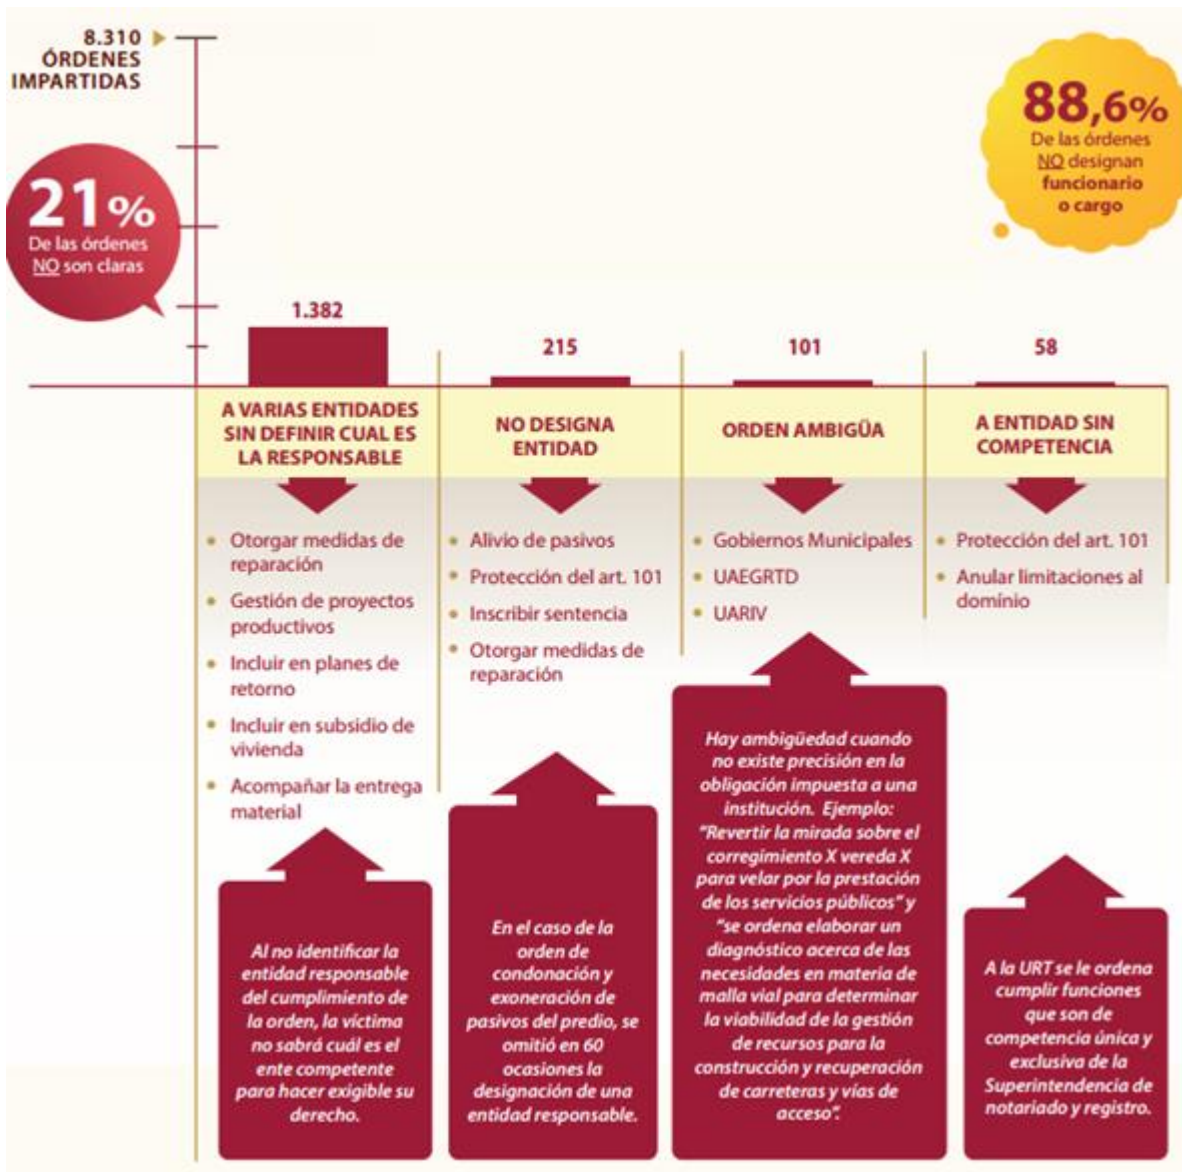 8.310
ÓRDENES
IMPARTIDAS
21%
De las órdenes
NO son claras
88,6%
De las órdenes
NO designan
funcionario
o cargo
1.382
215
101
58
A VARIAS ENTIDADES
SIN DEFINIR CUAL ES
LA RESPONSABLE
NO DESIGNA
ENTIDAD
ORDEN AMBIGÜA
A ENTIDAD SIN
COMPETENCIA
• Otorgar medidas de
reparación
• Gestión de proyectos
productivos
• Incluir en planes de
retorno
• Incluir en subsidio de
vivienda
• Acompañar la entrega
material
• Alivio de pasivos
• Protección del art. 101
• Inscribir sentencia
• Otorgar medidas de
reparación
• Gobiernos Municipales
• UAEGRTD
• UARIV
• Protección del art. 101
• Anular limitaciones al
domínio
Al no identificar la
entidad responsable
del cumplimiento de
la orden, la víctima
no sabrá cuál es el
ente competente
para hacer exigible su
derecho.
En el caso de la
orden de
condonación y
exoneración de
pasivos del predio, se
omitió en 60
ocasiones la
designación de una
entidad responsable.
Hay ambigüedad cuando
no existe precisión en la
obligación impuesta a una
institución. Ejemplo:
"Revertir la mirada sobre el
corregimiento X vereda X
para velar por la prestación
de los servicios públicos" y
"se ordena elaborar un
diagnóstico acerca de las
necesidades en materia de
malla vial para determinar
la viabilidad de la gestión
de recursos para la
construcción y recuperación
de carreteras y vías de
acceso".
A la URT se le ordena
cumplir funciones
que son de
competencia única y
exclusiva de la
Superintendencia de
notariado y registro.